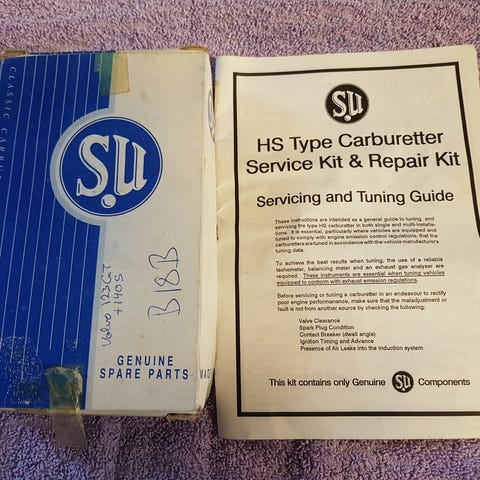 CLASSIC CARBU
S.U
Volvo 123GT
+ 140S
B18B
GENUINE
SPARE PARTS
MADE
S.U
HS Type Carburetter
Service Kit & Repair Kit
Servicing and Tuning Guide
These instructions are intended as a general guide to tuning and
servicing the type HS carburetter in both single and multi-installa-
tions. It is essential, particularly where vehicles are equipped and
tuned to comply with engine emission control regulations, that the
carburetters are tuned in accordance with the vehicle manufacturers
tuning data.
To achieve the best results when tuning, the use of a reliable
tachometer, balancing meter and an exhaust gas analyser are
required. These instruments are essential when tuning vehicles
equipped to conform with exhaust emission regulations.
Before servicing or tuning a carburetter in an endeavour to rectify
poor engine performance, make sure that the maladjustment or
fault is not from another source by checking the following:
Valve Clearance
Spark Plug Condition
Contact Breaker (dwell angle)
Ignition Timing and Advance
Presence of Air Leaks into the induction system
This kit contains only Genuine S.U Components